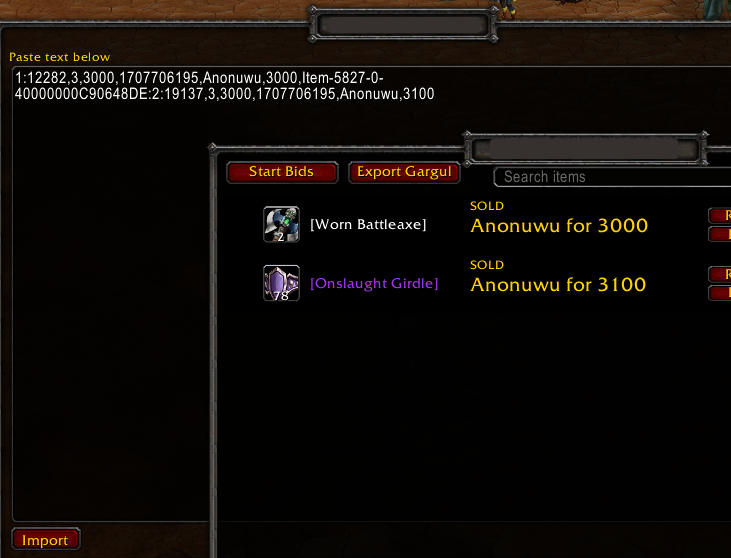 Paste text below
1:12282,3,3000,1707706195,Anonuwu,3000,Item-5827-0-
40000000C90648DE:2:19137,3,3000,1707706195,Anonuwu,3100
Start Bids
Export Gargul
Search items
SOLD
2
[Worn Battleaxe]
Anonuwu for 3000
SOLD
78
[Onslaught Girdle]
Anonuwu for 3100
Import